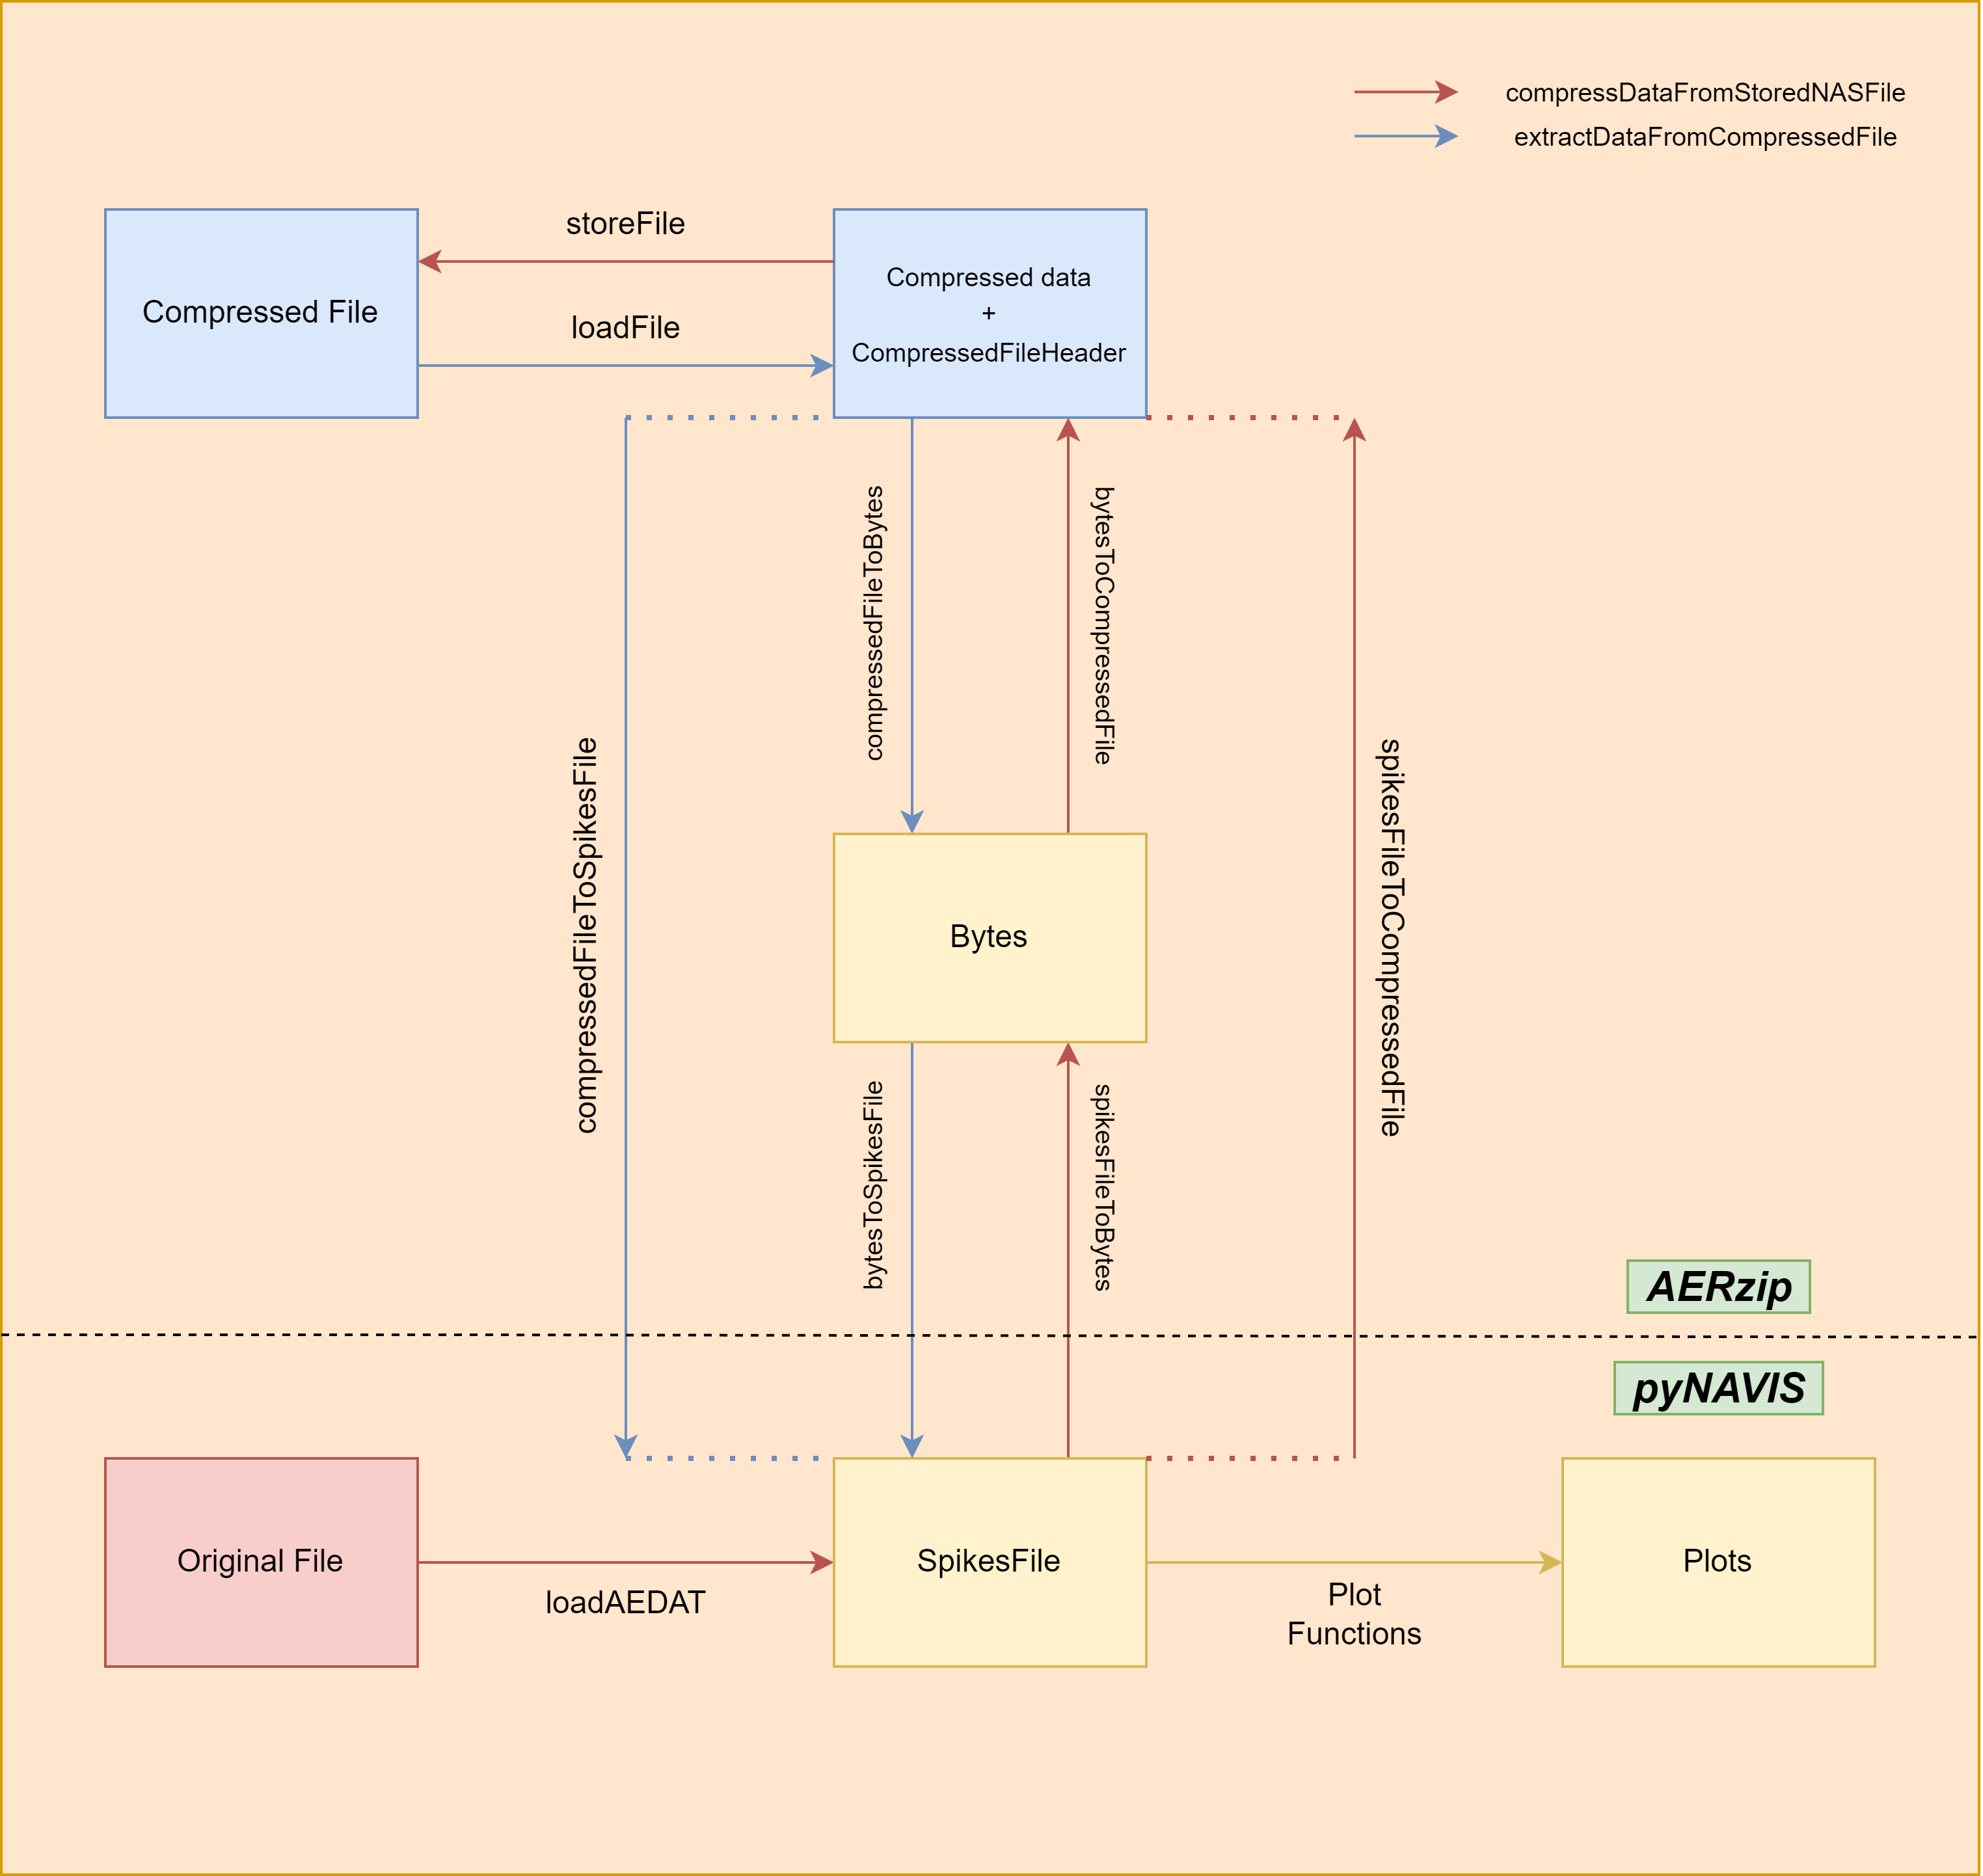 compressDataFromStoredNASFile
extractDataFromCompressedFile
storeFile
loadFile
Compressed File
Compressed data
+
CompressedFileHeader
compressedFileToBytes
bytesToCompressedFile
compressedFileToSpikesFile
spikesFileToCompressedFile
Bytes
bytesToSpikesFile
spikesFileToBytes
AERzip
pyNAVIS
Original File
loadAEDAT
SpikesFile
Plot
Functions
Plots